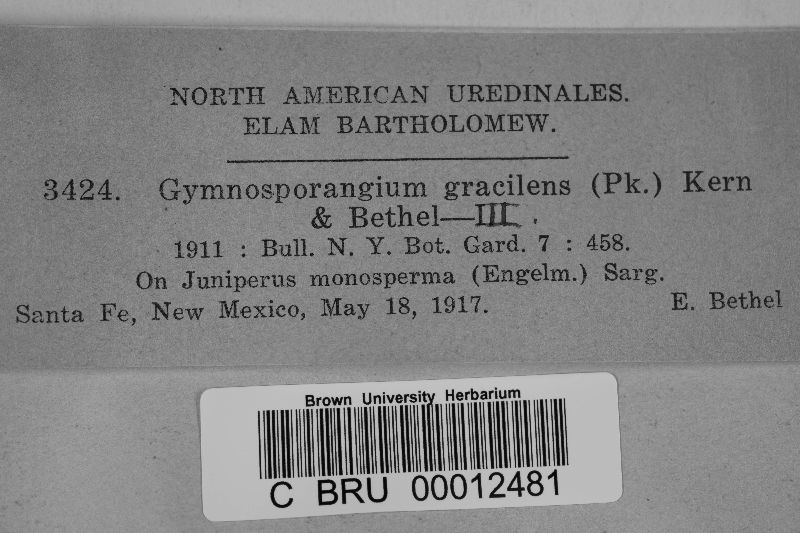 NORTH AMERICAN UREDINALES.
ELAM BARTHOLOMEW.
3424. Gymnosporangium gracilens (Pk.) Kern
& Bethel—III.
1911 : Bull. N. Y. Bot. Gard. 7 : 458.
On Juniperus monosperma (Engelm.) Sarg.
Santa Fe, New Mexico, May 18, 1917. E. Bethel
Brown University Herbarium
C BRU 00012481